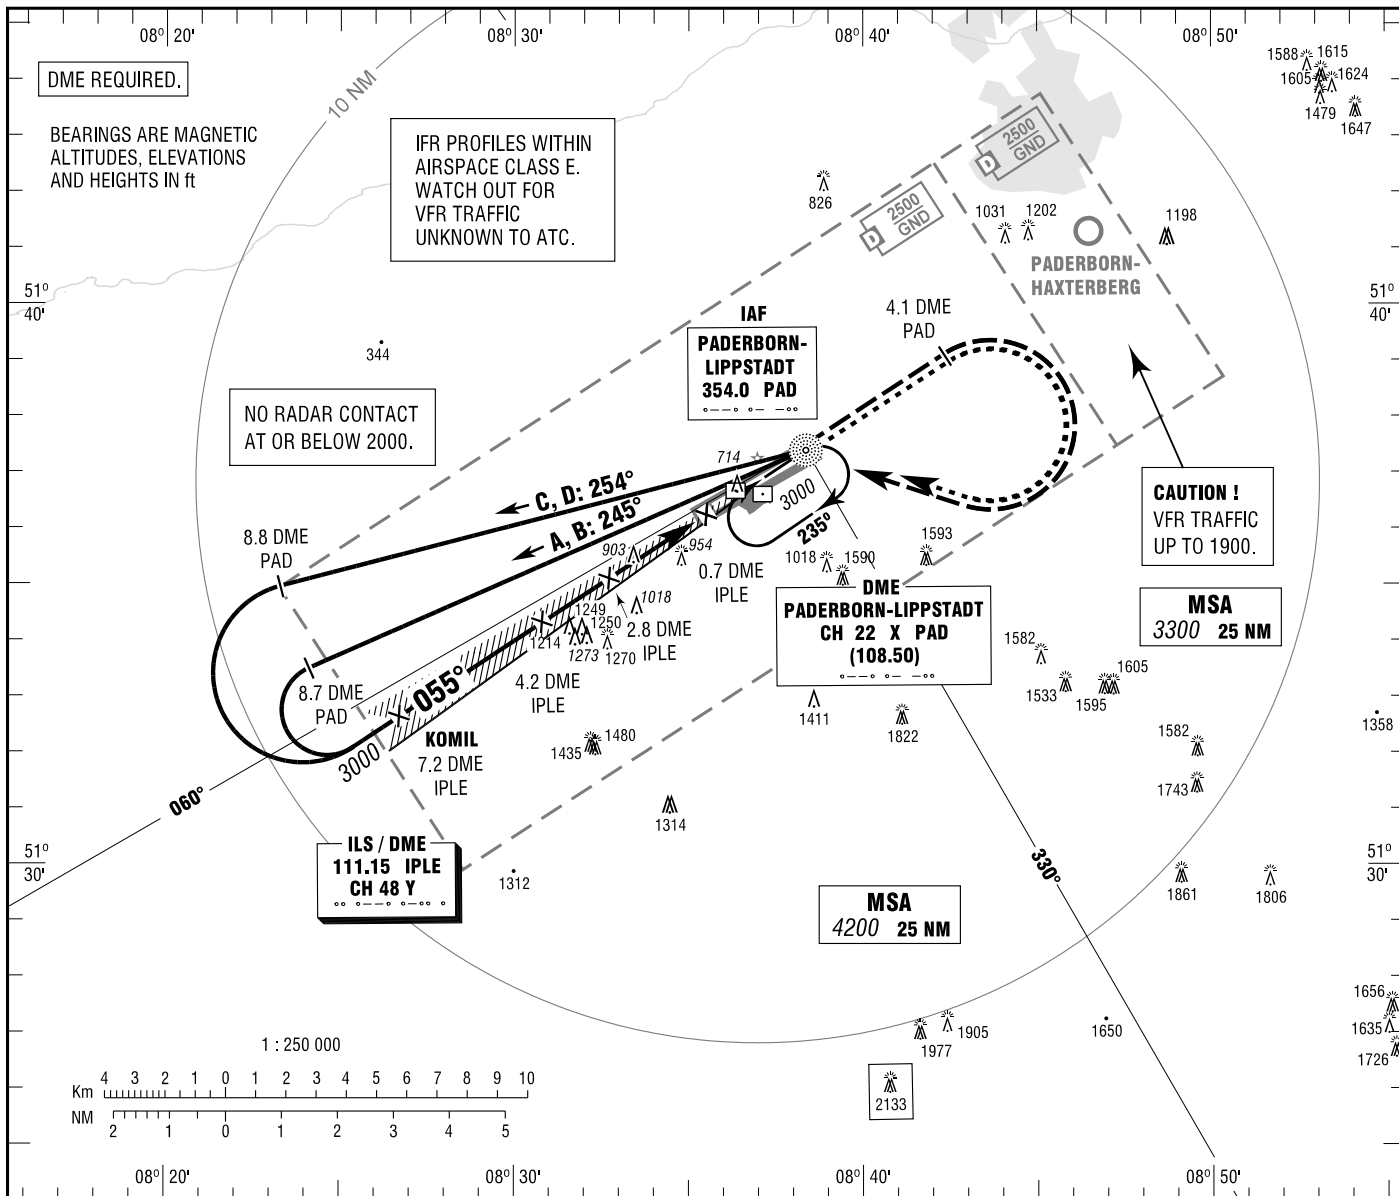 08° 20'
08° 30'
08° 40'
08° 50'
DME REQUIRED.
10 NM
BEARINGS ARE MAGNETIC
ALTITUDES, ELEVATIONS
AND HEIGHTS IN ft
IFR PROFILES WITHIN
AIRSPACE CLASS E.
WATCH OUT FOR
VFR TRAFFIC
UNKNOWN TO ATC.
1588
1615
1605
1624
1479
1647
2500
GND
D
2500
GND
D
826
1031
1202
1198
PADERBORN-
HAXTERBERG
51°
40'
51°
40'
344
IAF
PADERBORN-
LIPPSTADT
354.0 PAD
4.1 DME
PAD
NO RADAR CONTACT
AT OR BELOW 2000.
714
C, D: 254°
A, B: 245°
3000
235°
CAUTION !
VFR TRAFFIC
UP TO 1900.
8.8 DME
PAD
903
954
0.7 DME
IPLE
1018
1590
1593
DME
PADERBORN-LIPPSTADT
CH 22 X PAD
(108.50)
MSA
3300 25 NM
1018
1249
1250
1214
1273
1270
2.8 DME
IPLE
4.2 DME
IPLE
055°
8.7 DME
PAD
KOMIL
7.2 DME
IPLE
3000
060°
1582
1533
1605
1595
1411
1822
1358
1582
1743
1435
1480
1314
ILS / DME
111.15 IPLE
CH 48 Y
1312
51°
30'
51°
30'
330°
1861
1806
MSA
4200 25 NM
1656
1635
1726
1977
1905
1650
2133
1 : 250 000
Km
4 3 2 1 0 1 2 3 4 5 6 7 8 9 10
NM
2 1 0 1 2 3 4 5
08° 20'
08° 30'
08° 40'
08° 50'